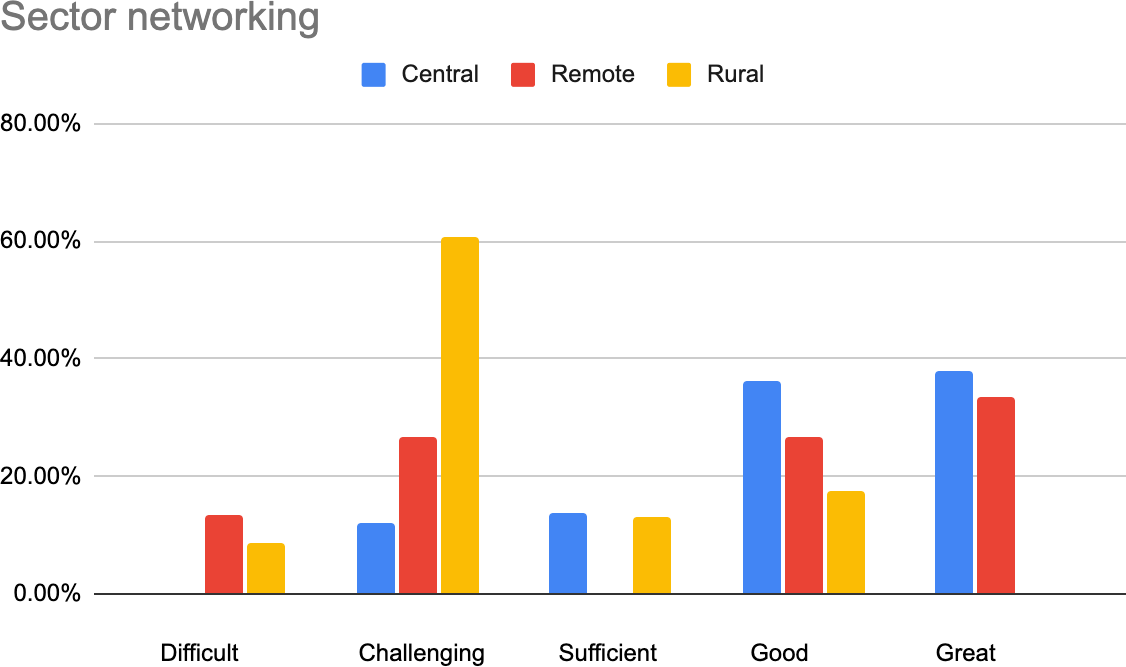 Sector networking
Central Remote Rural
80.00%
60.00%
40.00%
20.00%
0.00%
Difficult Challenging Sufficient Good Great